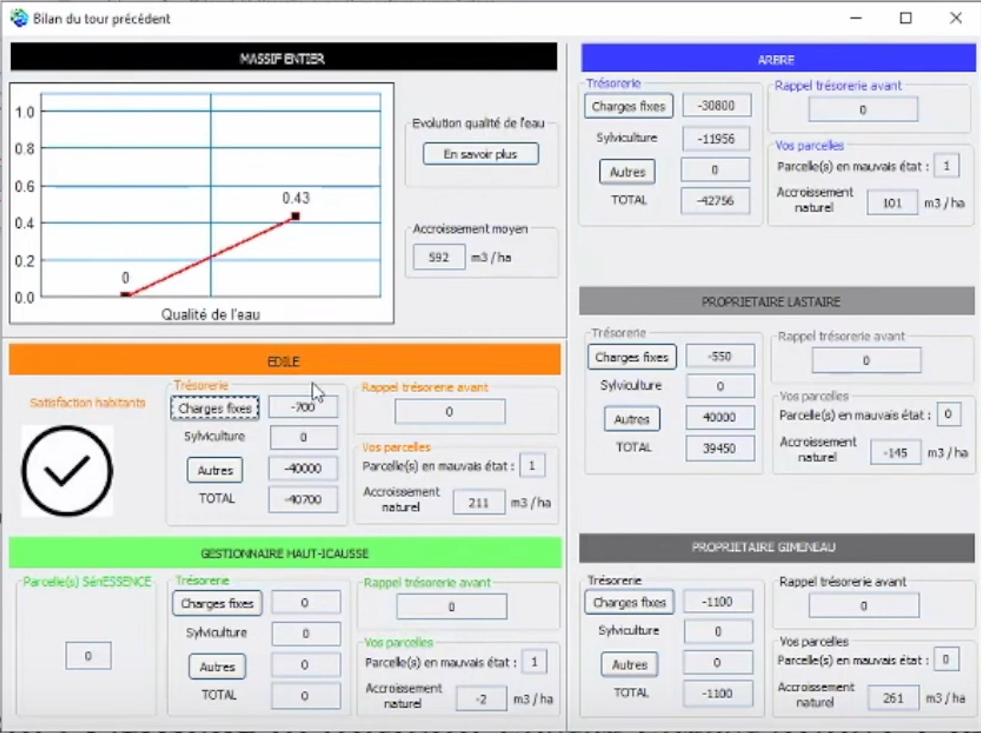 Bilan du tour précédent
MASSIF ENTIER
1.0
0.8
0.6
0.4
0.2
0.0
0
0.43
Qualité de l'eau
Evolution qualité de l'eau
En savoir plus
Accroissement moyen
592 m3 / ha
EDILE
Satisfaction habitants
Trésorerie
Charges fixes -700
Sylviculture 0
Autres -40000
TOTAL -40700
Rappel trésorerie avant
0
Vos parcelles
Parcelle(s) en mauvais état : 1
Accroissement
naturel 211 m3 / ha
GESTIONNAIRE HAUT-ICAUSSE
Parcelle(s) SénESSENCE
0
Trésorerie
Charges fixes 0
Sylviculture 0
Autres 0
TOTAL 0
Rappel trésorerie avant
0
Vos parcelles
Parcelle(s) en mauvais état : 1
Accroissement
naturel -2 m3 / ha
ARBRE
Trésorerie
Charges fixes -30800
Sylviculture -11956
Autres 0
TOTAL -42756
Rappel trésorerie avant
0
Vos parcelles
Parcelle(s) en mauvais état : 1
Accroissement
naturel 101 m3 / ha
PROPRIETAIRE LASTAIRE
Trésorerie
Charges fixes -550
Sylviculture 0
Autres 40000
TOTAL 39450
Rappel trésorerie avant
0
Vos parcelles
Parcelle(s) en mauvais état : 0
Accroissement
naturel -145 m3 / ha
PROPRIETAIRE GIMENEAU
Trésorerie
Charges fixes -1100
Sylviculture 0
Autres 0
TOTAL -1100
Rappel trésorerie avant
0
Vos parcelles
Parcelle(s) en mauvais état : 0
Accroissement
naturel 261 m3 / ha